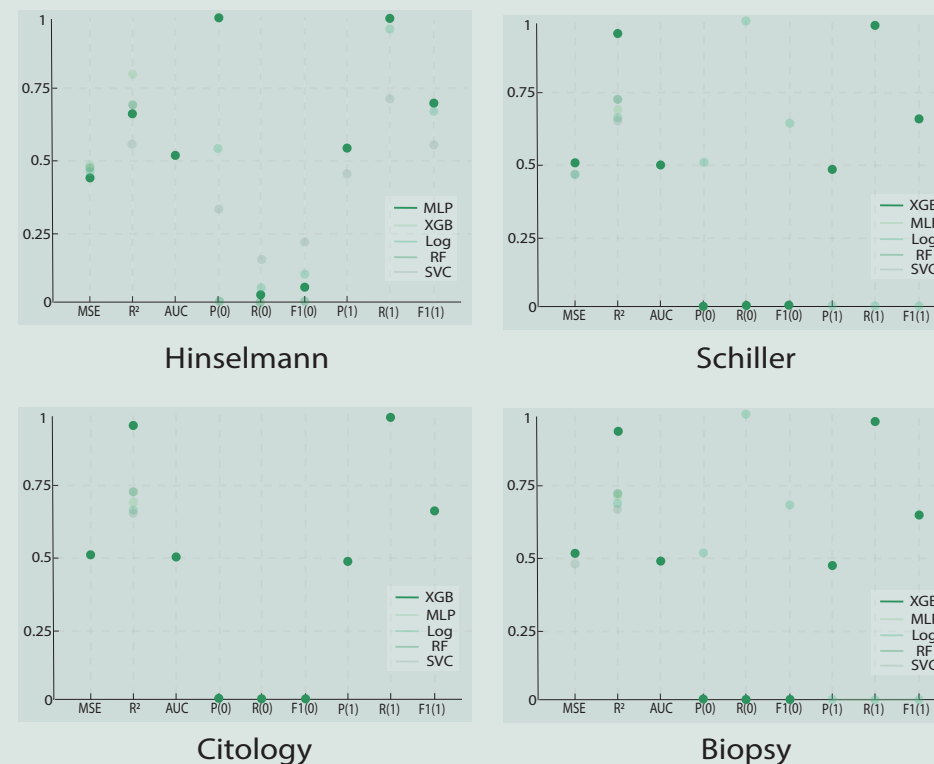 1
0.75
0.5
0.25
0
MSE R² AUC P(0) R(0) F1(0) P(1) R(1) F1(1)
MLP
XGB
Log
RF
SVC
Hinselmann
1
0.75
0.5
0.25
0
MSE R² AUC P(0) R(0) F1(0) P(1) R(1) F1(1)
XGB
MLP
Log
RF
SVC
Schiller
1
0.75
0.5
0.25
0
MSE R² AUC P(0) R(0) F1(0) P(1) R(1) F1(1)
XGB
MLP
Log
RF
SVC
Citology
1
0.75
0.5
0.25
0
MSE R² AUC P(0) R(0) F1(0) P(1) R(1) F1(1)
XGB
MLP
Log
RF
SVC
Biopsy